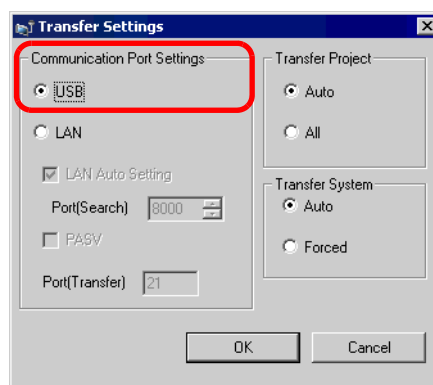 Transfer Settings
Communication Port Settings
USB
LAN
LAN Auto Setting
Port(Search) 8000
PASV
Port(Transfer) 21
Transfer Project
Auto
All
Transfer System
Auto
Forced
OK
Cancel